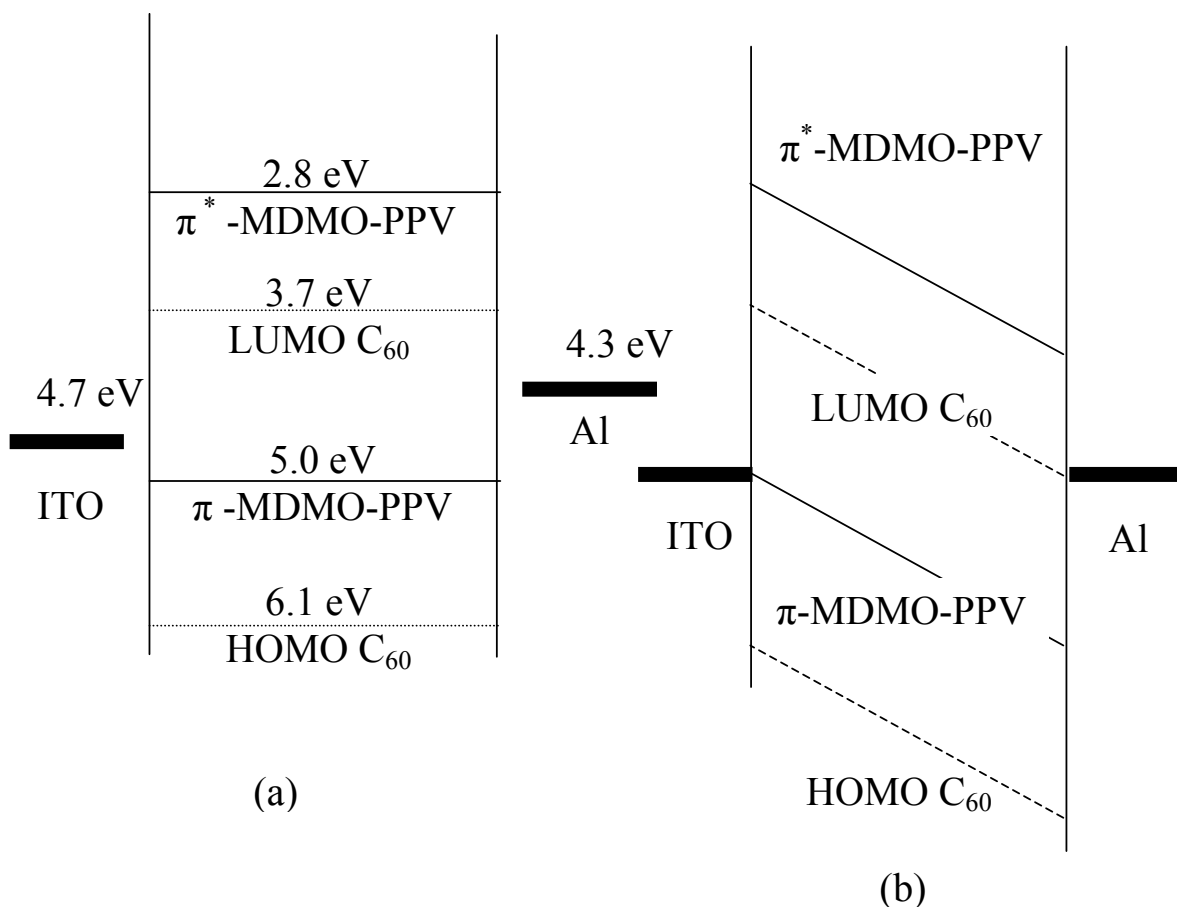 2.8 eV
π* -MDMO-PPV
3.7 eV
LUMO C₆₀
4.7 eV
ITO
5.0 eV
π -MDMO-PPV
6.1 eV
HOMO C₆₀
4.3 eV
Al
(a)
π*-MDMO-PPV
LUMO C₆₀
ITO
Al
π-MDMO-PPV
HOMO C₆₀
(b)